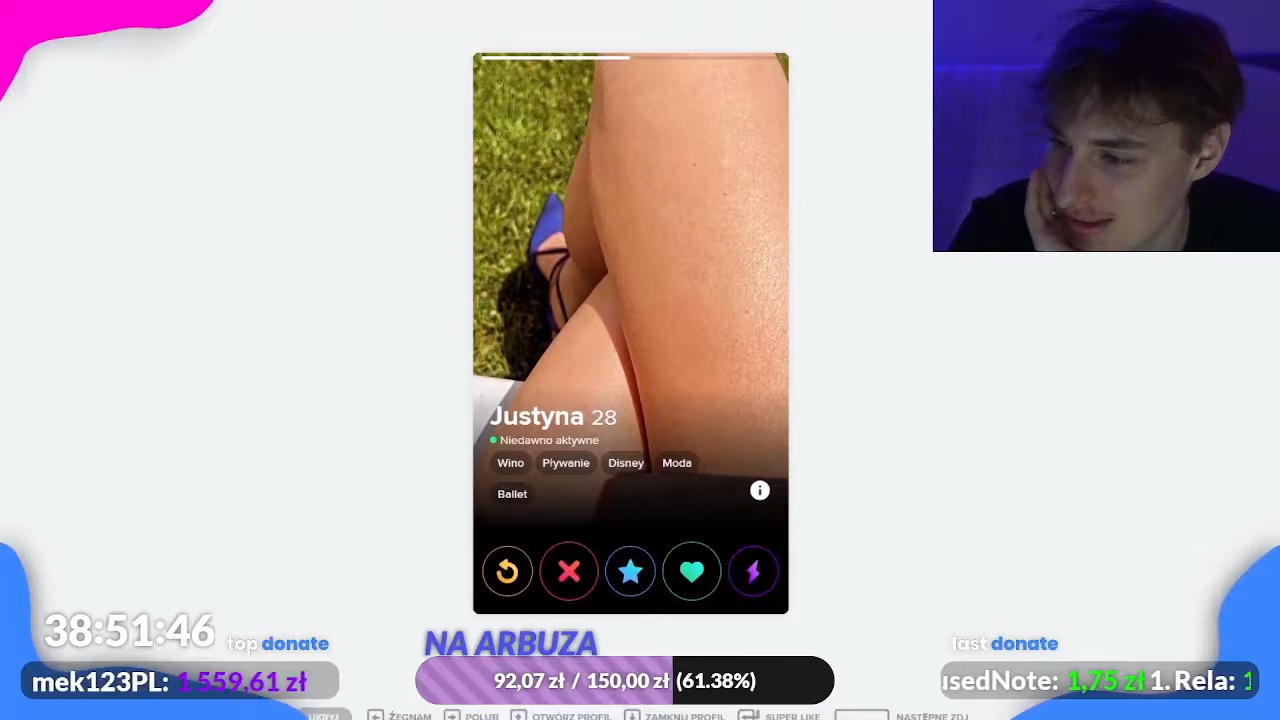 Justyna 28
Niedawno aktywne
Wino Pływanie Disney Moda
Ballet
38:51:46
top donate
mek123PL: 1 559,61 zł
NA ARBUZA
92,07 zł / 150,00 zł (61.38%)
last donate
usedNote: 1,75 zł 1. Rela: 1
UKRYJ ŻEGNAM POLUB OTWÓRZ PROFIL ZAMKNIJ PROFIL SUPER LIKE NASTĘPNE ZDJ